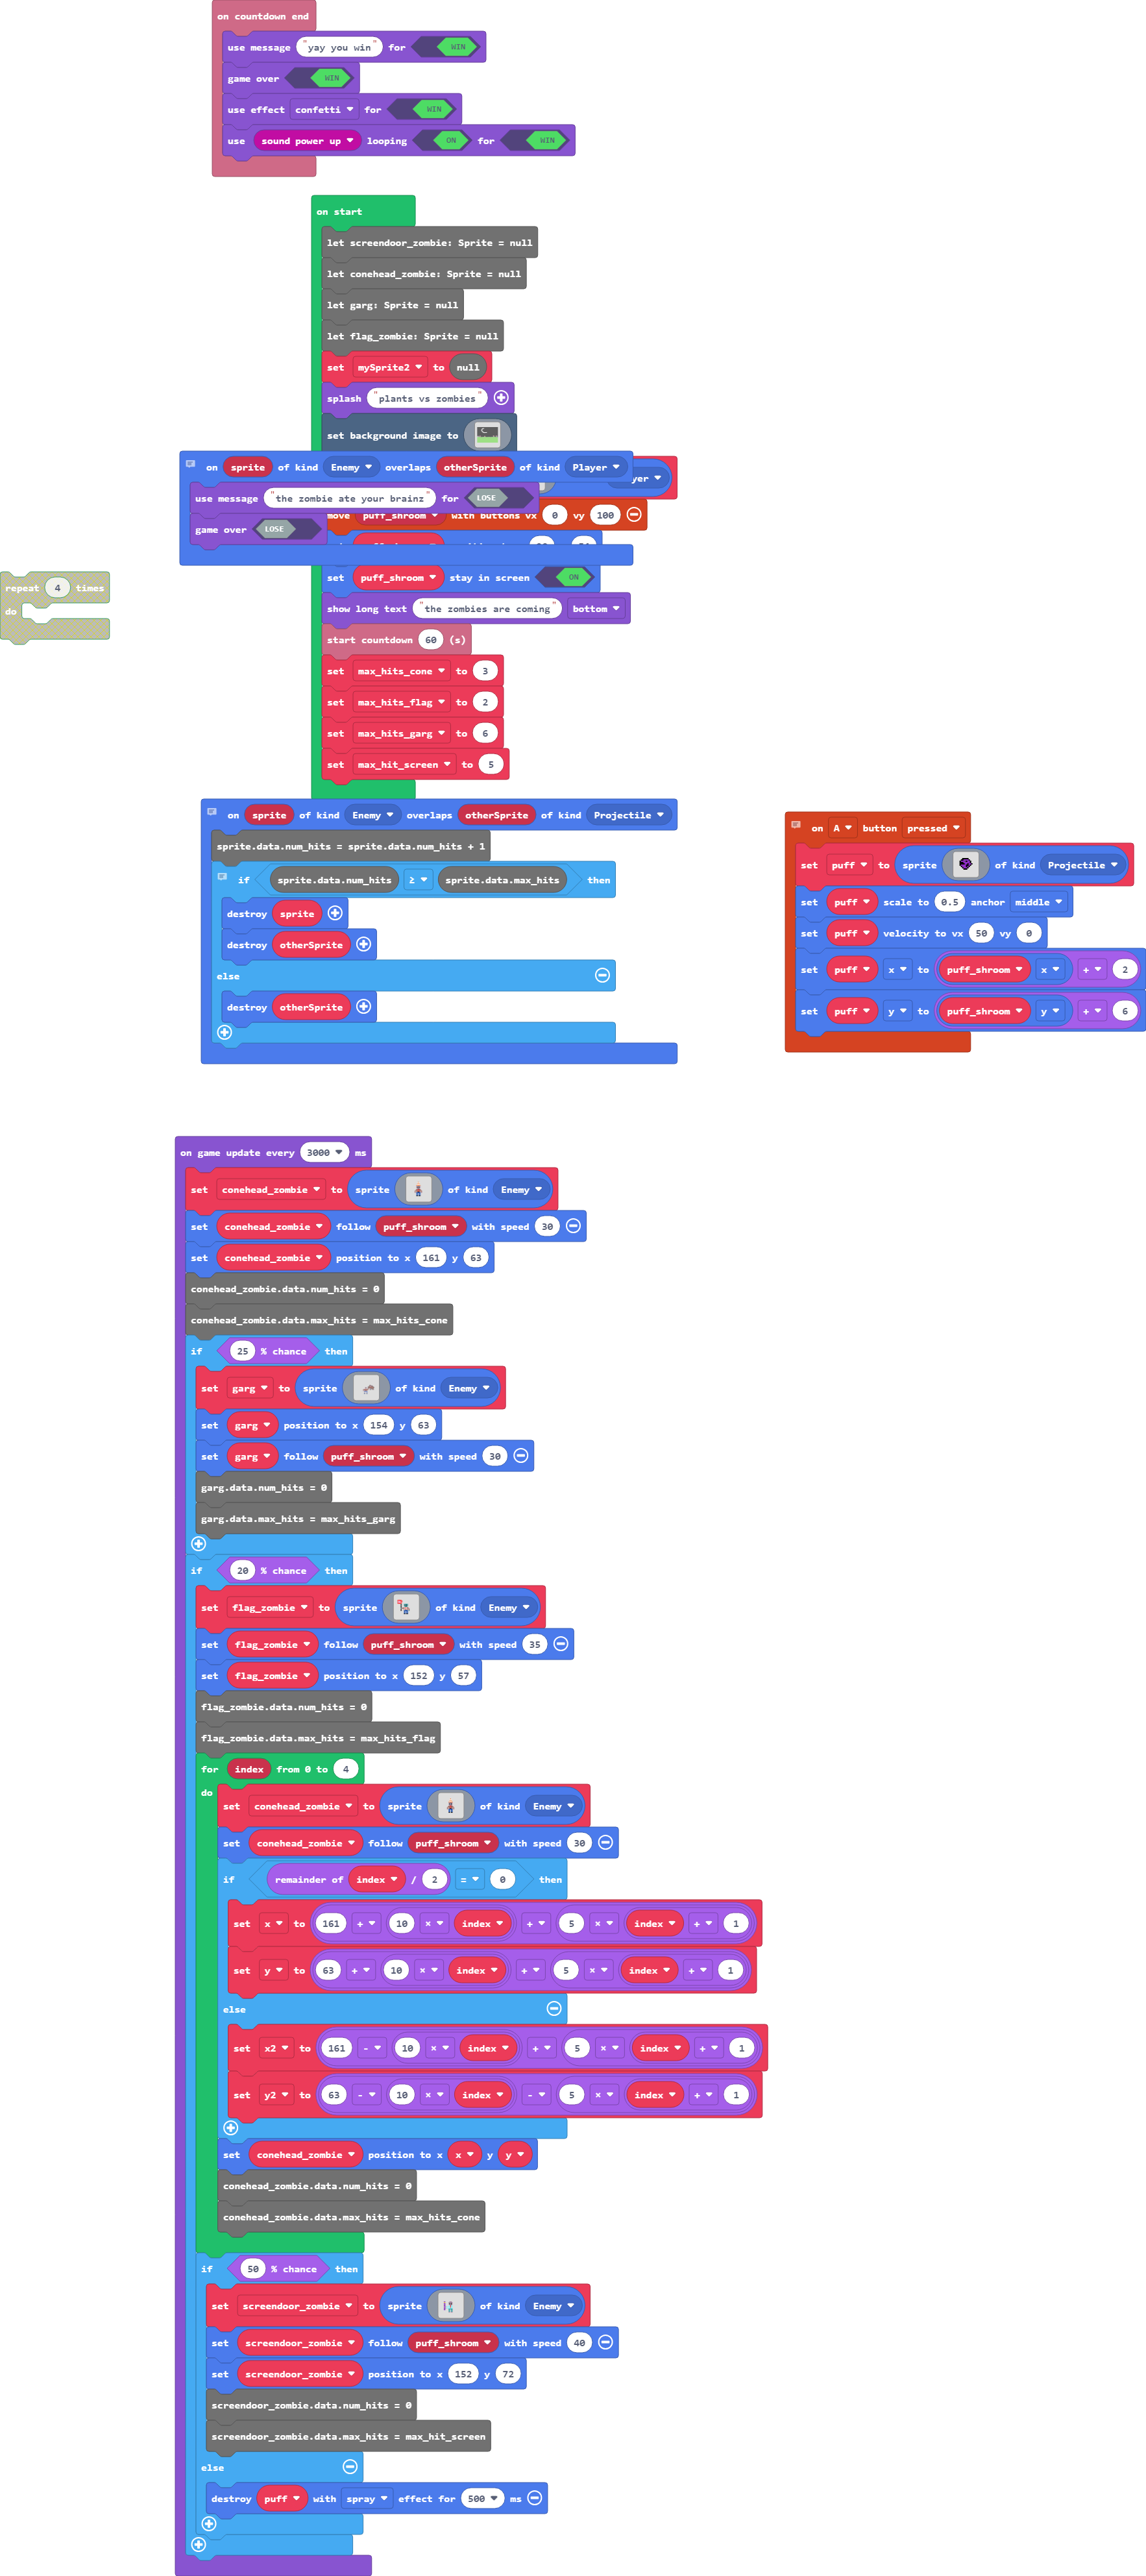 on countdown end
use message "yay you win" for WIN
game over WIN
use effect confetti for WIN
use sound power up looping ON for WIN
on start
let screendoor_zombie: Sprite = null
let conehead_zombie: Sprite = null
let garg: Sprite = null
let flag_zombie: Sprite = null
set mySprite2 to null
splash "plants vs zombies"
set background image to
on sprite of kind Enemy overlaps otherSprite of kind Player
use message "the zombie ate your brainz" for LOSE
game over LOSE
move puff_shroom with buttons vx 0 vy 100
repeat 4 times
do
set puff_shroom stay in screen ON
show long text "the zombies are coming" bottom
start countdown 60 (s)
set max_hits_cone to 3
set max_hits_flag to 2
set max_hits_garg to 6
set max_hit_screen to 5
on sprite of kind Enemy overlaps otherSprite of kind Projectile
sprite.data.num_hits = sprite.data.num_hits + 1
if sprite.data.num_hits ≥ sprite.data.max_hits then
destroy sprite
destroy otherSprite
else
destroy otherSprite
on A button pressed
set puff to sprite of kind Projectile
set puff scale to 0.5 anchor middle
set puff velocity to vx 50 vy 0
set puff x to puff_shroom x + 2
set puff y to puff_shroom y + 6
on game update every 3000 ms
set conehead_zombie to sprite of kind Enemy
set conehead_zombie follow puff_shroom with speed 30
set conehead_zombie position to x 161 y 63
conehead_zombie.data.num_hits = 0
conehead_zombie.data.max_hits = max_hits_cone
if 25 % chance then
set garg to sprite of kind Enemy
set garg position to x 154 y 63
set garg follow puff_shroom with speed 30
garg.data.num_hits = 0
garg.data.max_hits = max_hits_garg
if 20 % chance then
set flag_zombie to sprite of kind Enemy
set flag_zombie follow puff_shroom with speed 35
set flag_zombie position to x 152 y 57
flag_zombie.data.num_hits = 0
flag_zombie.data.max_hits = max_hits_flag
for index from 0 to 4
do
set conehead_zombie to sprite of kind Enemy
set conehead_zombie follow puff_shroom with speed 30
if remainder of index / 2 = 0 then
set x to 161 + 10 × index + 5 × index + 1
set y to 63 + 10 × index + 5 × index + 1
else
set x2 to 161 - 10 × index + 5 × index + 1
set y2 to 63 - 10 × index - 5 × index + 1
set conehead_zombie position to x x y y
conehead_zombie.data.num_hits = 0
conehead_zombie.data.max_hits = max_hits_cone
if 50 % chance then
set screendoor_zombie to sprite of kind Enemy
set screendoor_zombie follow puff_shroom with speed 40
set screendoor_zombie position to x 152 y 72
screendoor_zombie.data.num_hits = 0
screendoor_zombie.data.max_hits = max_hit_screen
else
destroy puff with spray effect for 500 ms